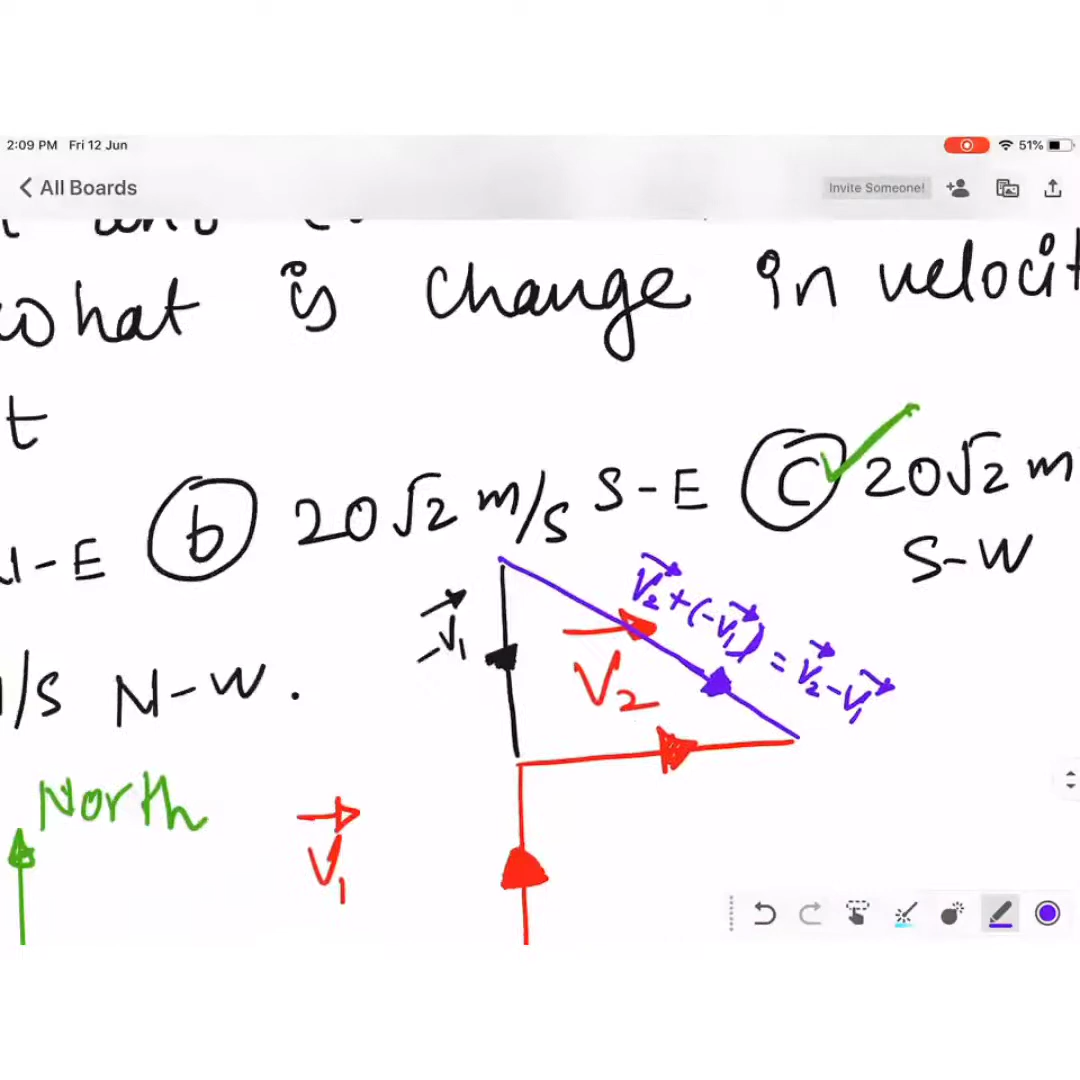 2:09 PM Fri 12 Jun 51%
All Boards Invite Someone!
what is change in velocit
t
b 20√2 m/s S-E C 20√2 m
-E S-W
/s N-W.
-V₁
V₂+(-V₁) = V₂-V₁
V₂
North
V₁